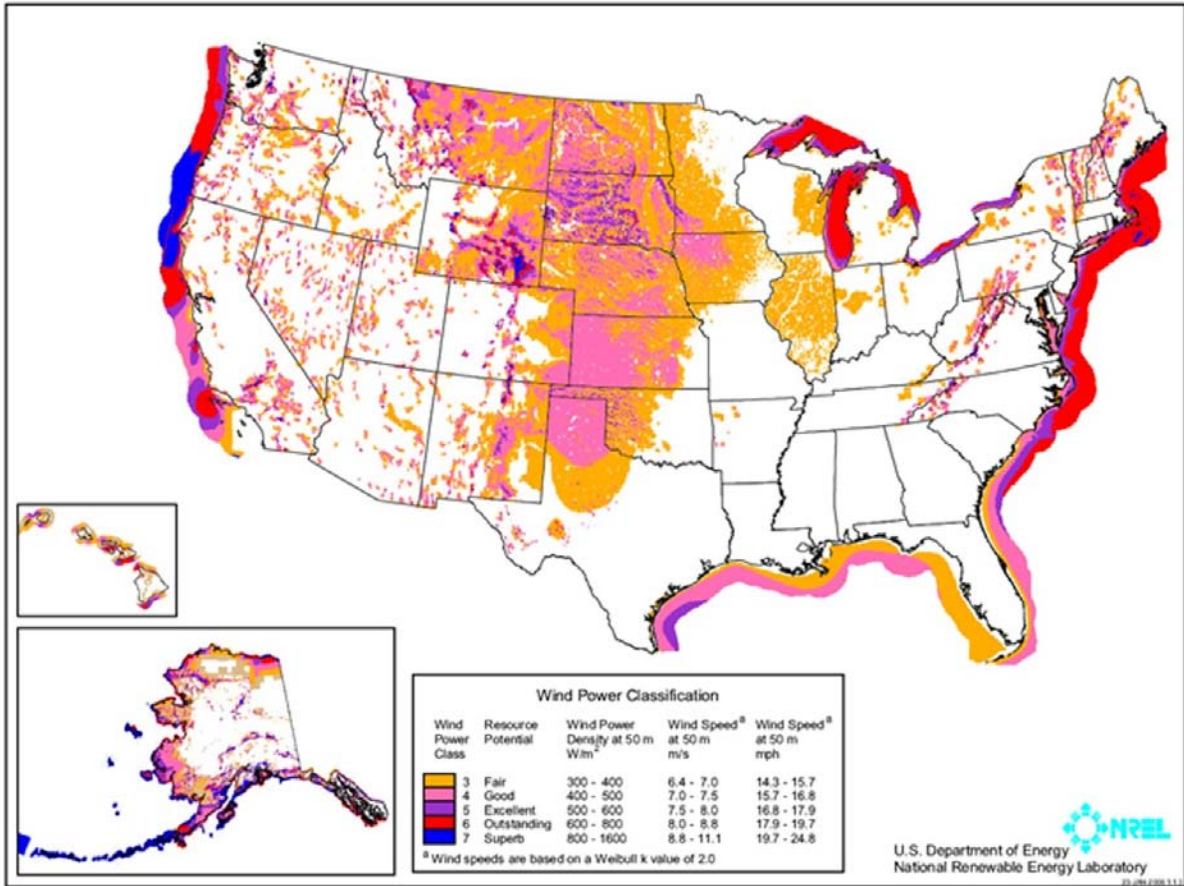 Wind Power Classification
Wind Power Class Resource Potential Wind Power Density at 50 m W/m² Wind Speed a at 50 m m/s Wind Speed a at 50 m mph
3 Fair 300 - 400 6.4 - 7.0 14.3 - 15.7
4 Good 400 - 500 7.0 - 7.5 15.7 - 16.8
5 Excellent 500 - 600 7.5 - 8.0 16.8 - 17.9
6 Outstanding 600 - 800 8.0 - 8.8 17.9 - 19.7
7 Superb 800 - 1600 8.8 - 11.1 19.7 - 24.8
a Wind speeds are based on a Weibull k value of 2.0
NREL
U.S. Department of Energy
National Renewable Energy Laboratory